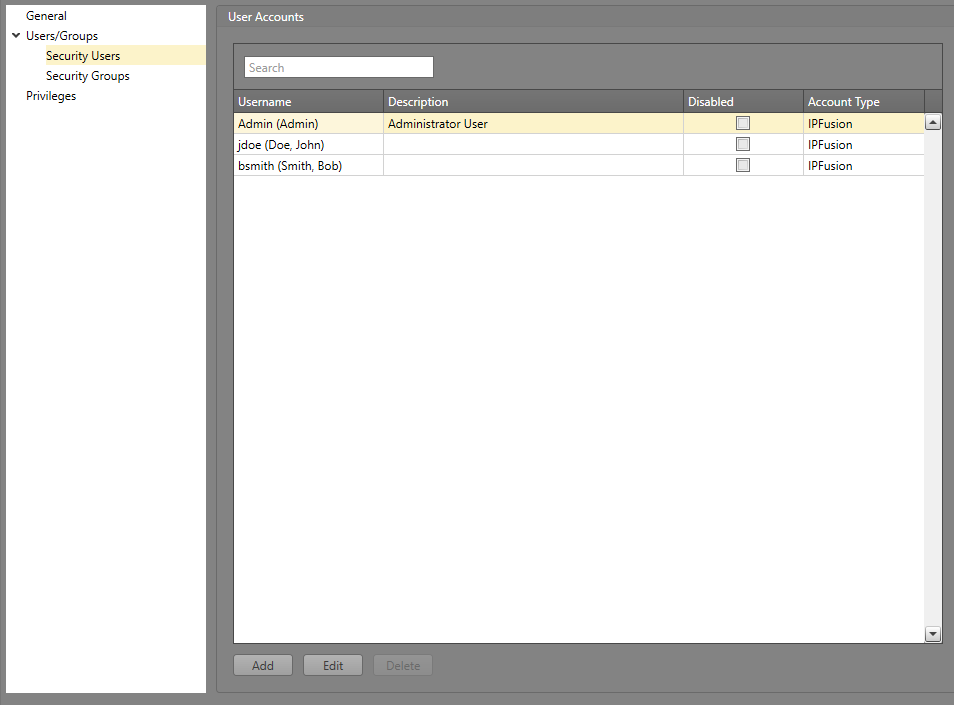 General
Users/Groups
Security Users
Security Groups
Privileges
User Accounts
Search
Username Description Disabled Account Type
Admin (Admin) Administrator User IPFusion
jdoe (Doe, John) IPFusion
bsmith (Smith, Bob) IPFusion
Add Edit Delete